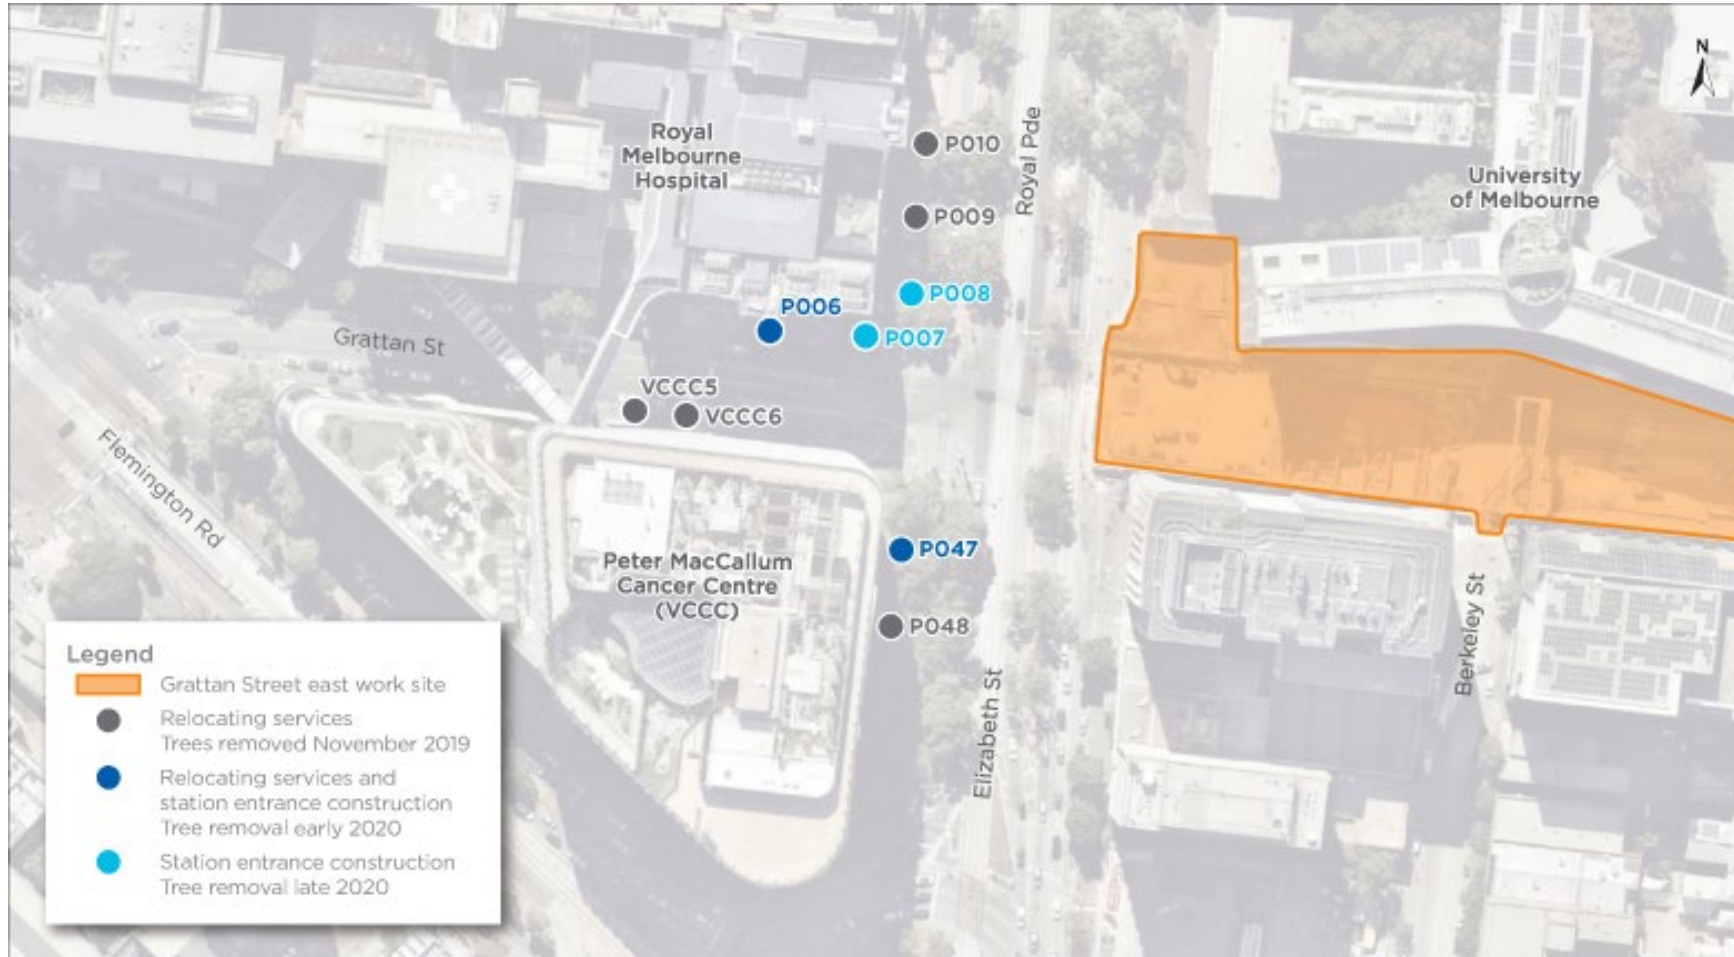 N
P010
Royal
Melbourne
Hospital
Royal Pde
University
of Melbourne
P009
P008
P006
P007
Grattan St
VCCC5
VCCC6
Flemington Rd
P047
Peter MacCallum
Cancer Centre
(VCCC)
P048
Berkeley St
Elizabeth St
Legend
Grattan Street east work site
Relocating services
Trees removed November 2019
Relocating services and
station entrance construction
Tree removal early 2020
Station entrance construction
Tree removal late 2020